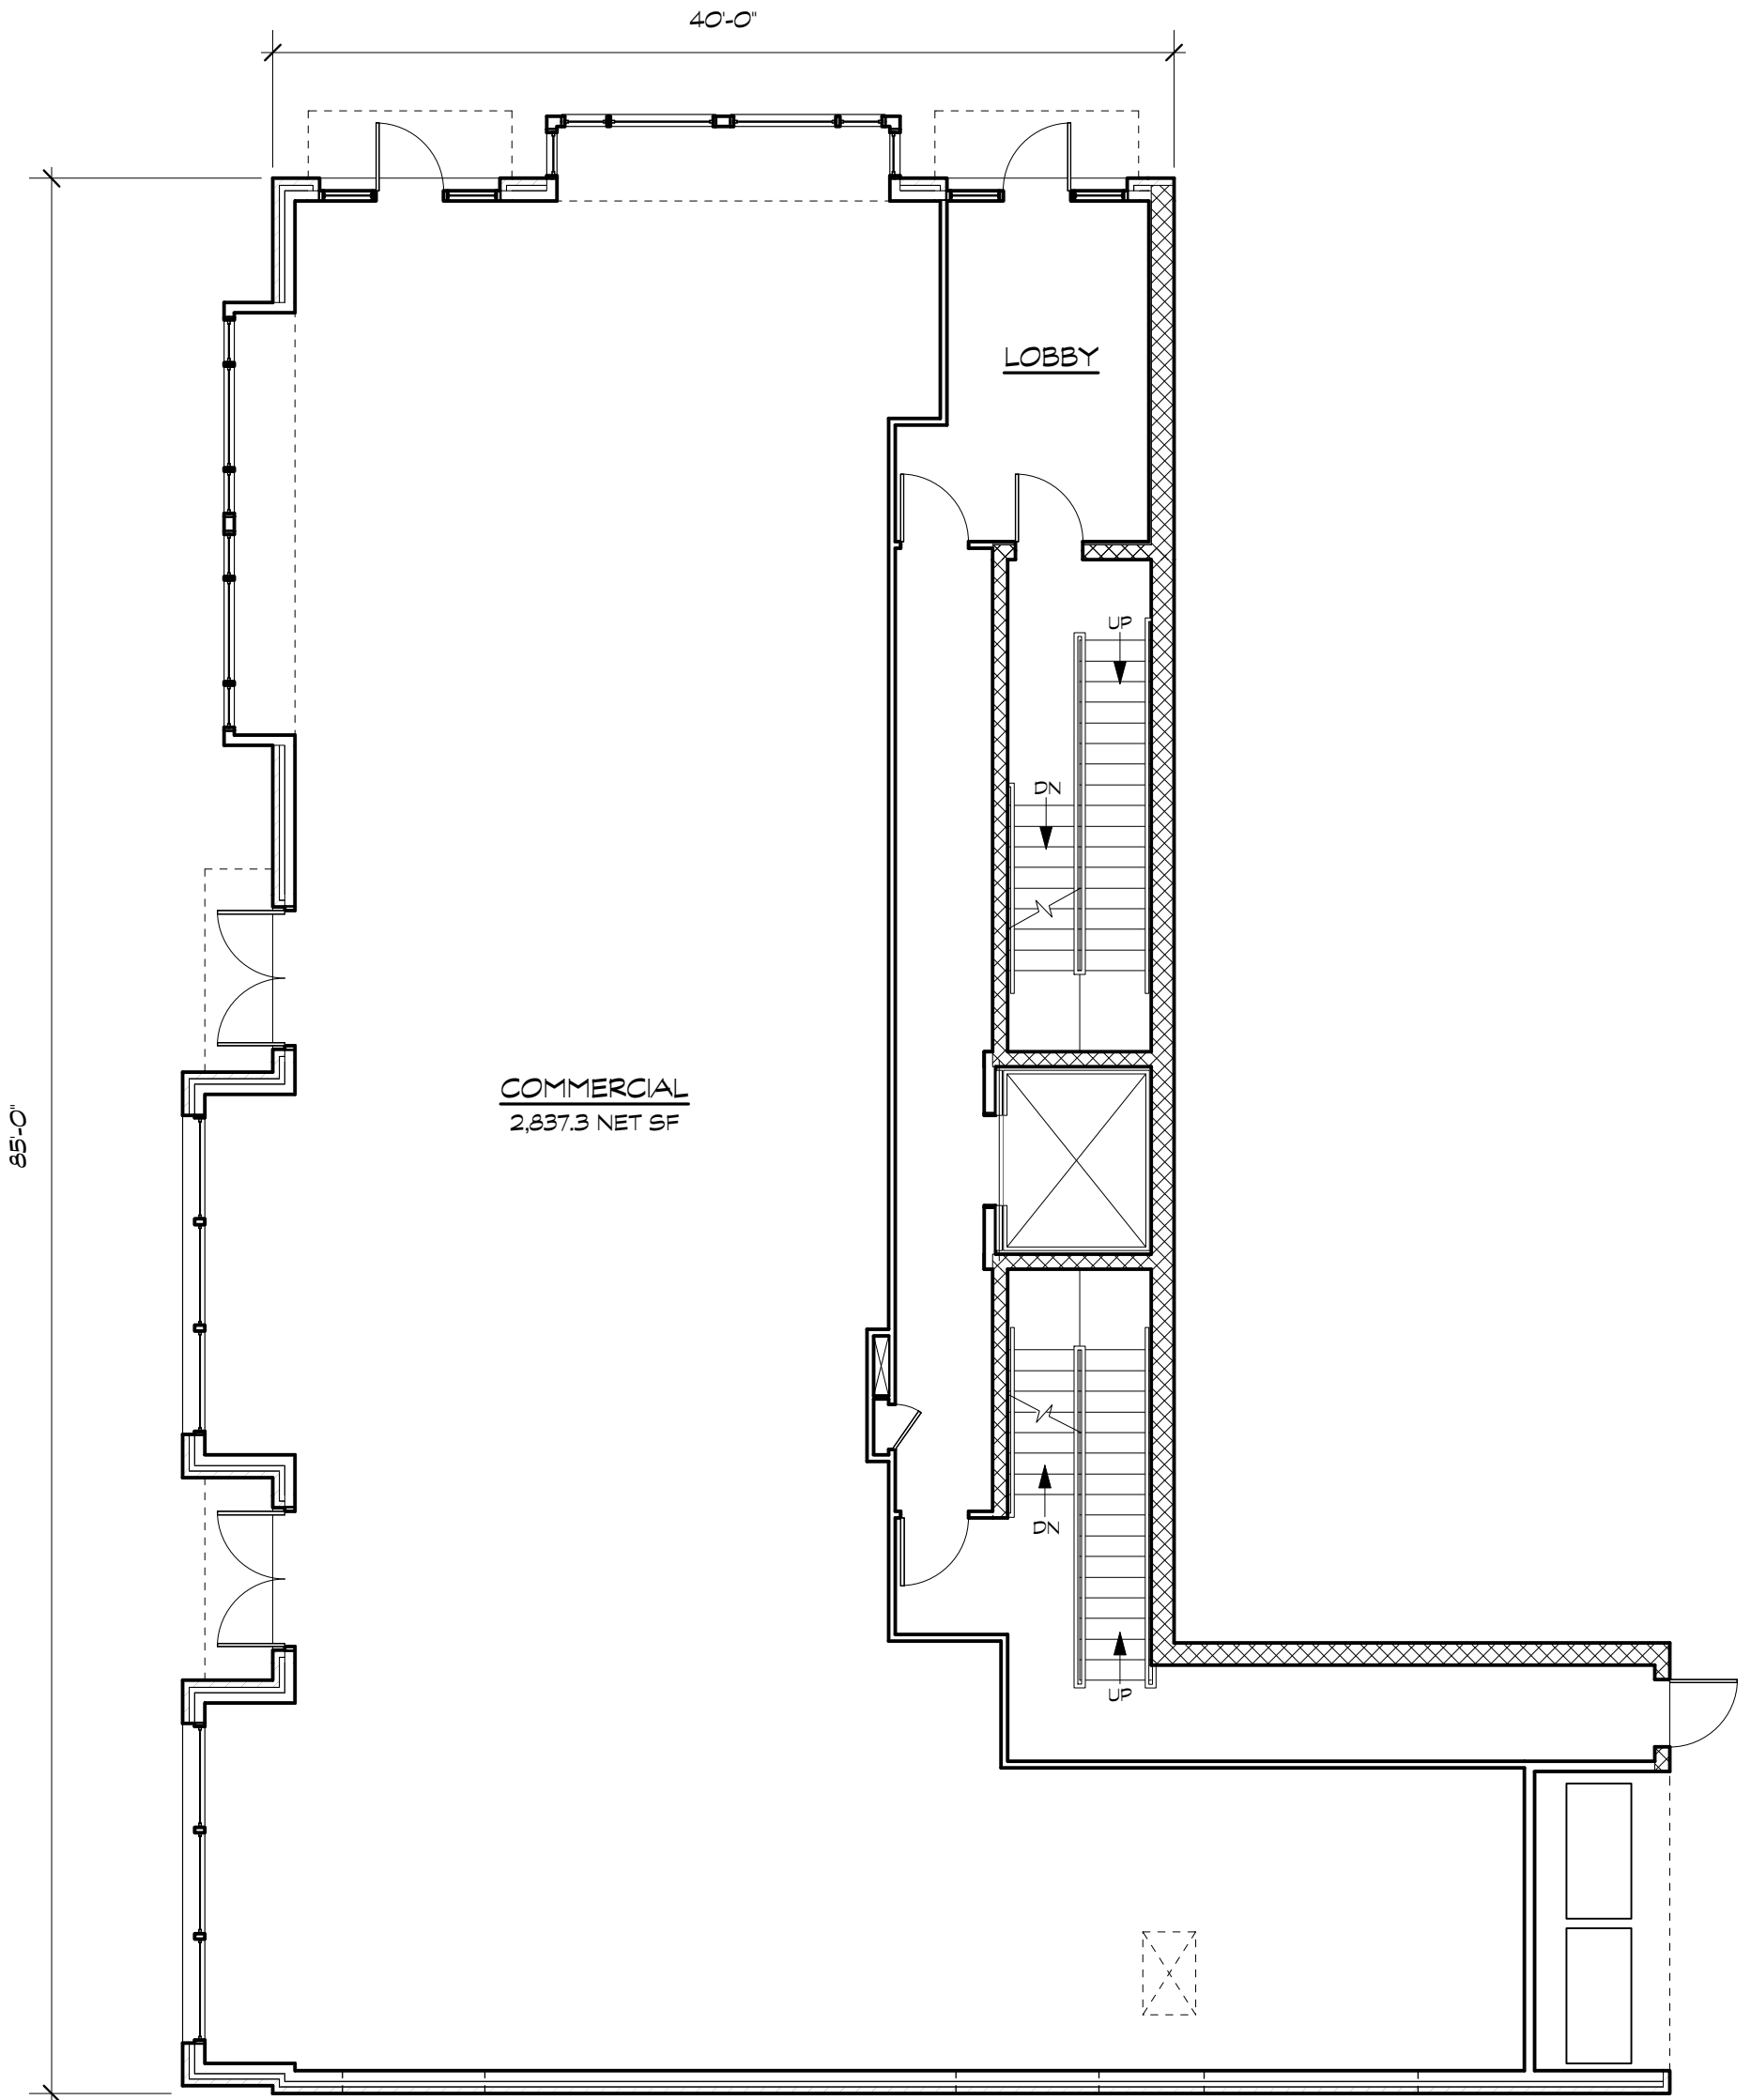 40'-0"
LOBBY
UP
DN
COMMERCIAL
2,837.3 NET SF
85'-0"
DN
UP